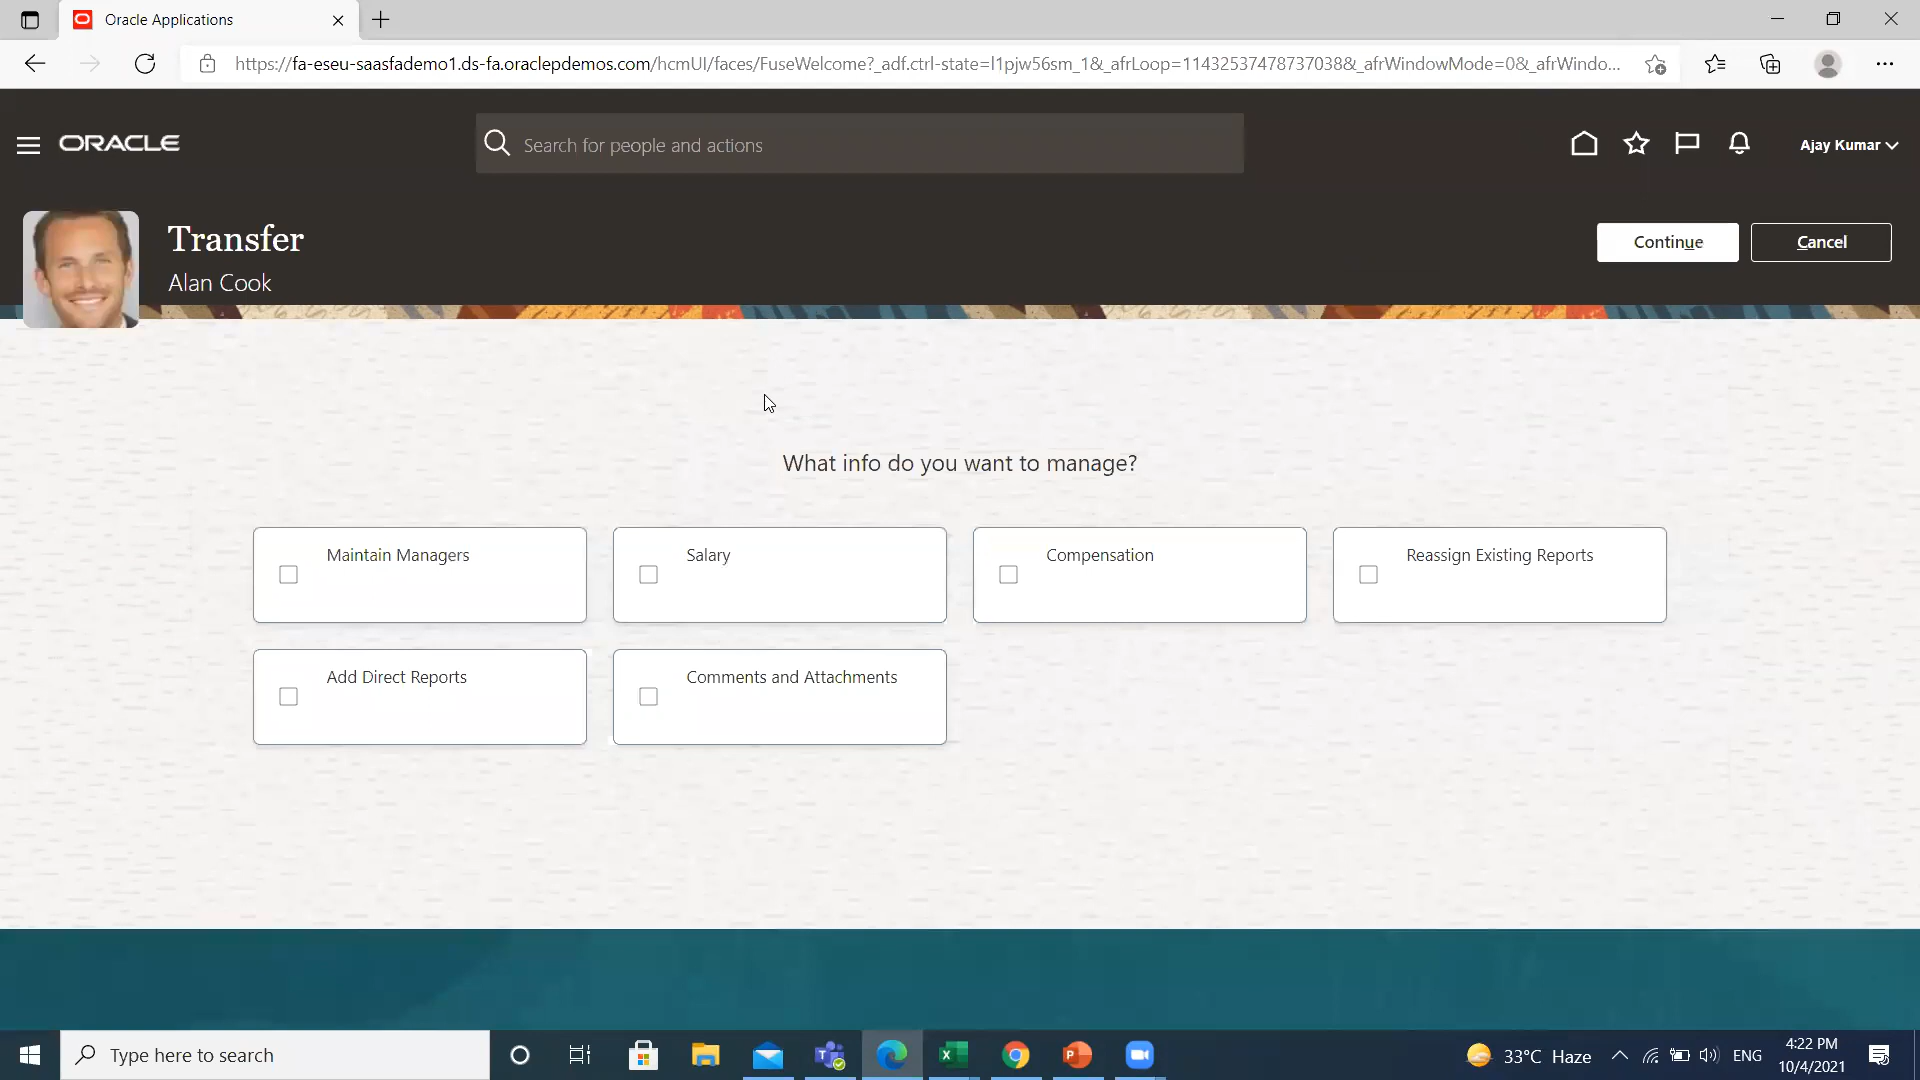 Oracle Applications
https://fa-eseu-saasfademo1.ds-fa.oraclepdemos.com/hcmUI/faces/FuseWelcome?_adf.ctrl-state=l1pjw56sm_1&_afrLoop=11432537478737038&_afrWindowMode=0&_afrWindo...
ORACLE
Search for people and actions
Ajay Kumar
Transfer
Continue
Cancel
Alan Cook
What info do you want to manage?
Maintain Managers
Salary
Compensation
Reassign Existing Reports
Add Direct Reports
Comments and Attachments
Type here to search
33°C Haze
ENG
4:22 PM
10/4/2021